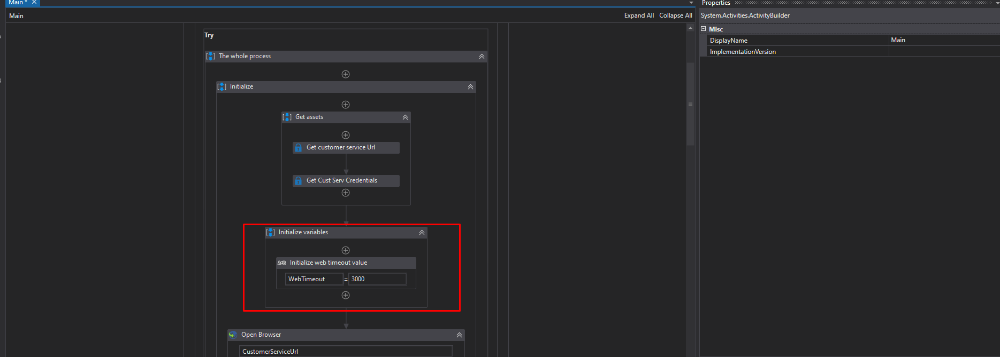 Main *
Properties
Main
Expand All
Collapse All
System.Activities.ActivityBuilder
Misc
DisplayName
Main
ImplementationVersion
Try
The whole process
Initialize
Get assets
Get customer service Url
Get Cust Serv Credentials
Initialize variables
A=B Initialize web timeout value
WebTimeout = 3000
Open Browser
CustomerServiceUrl